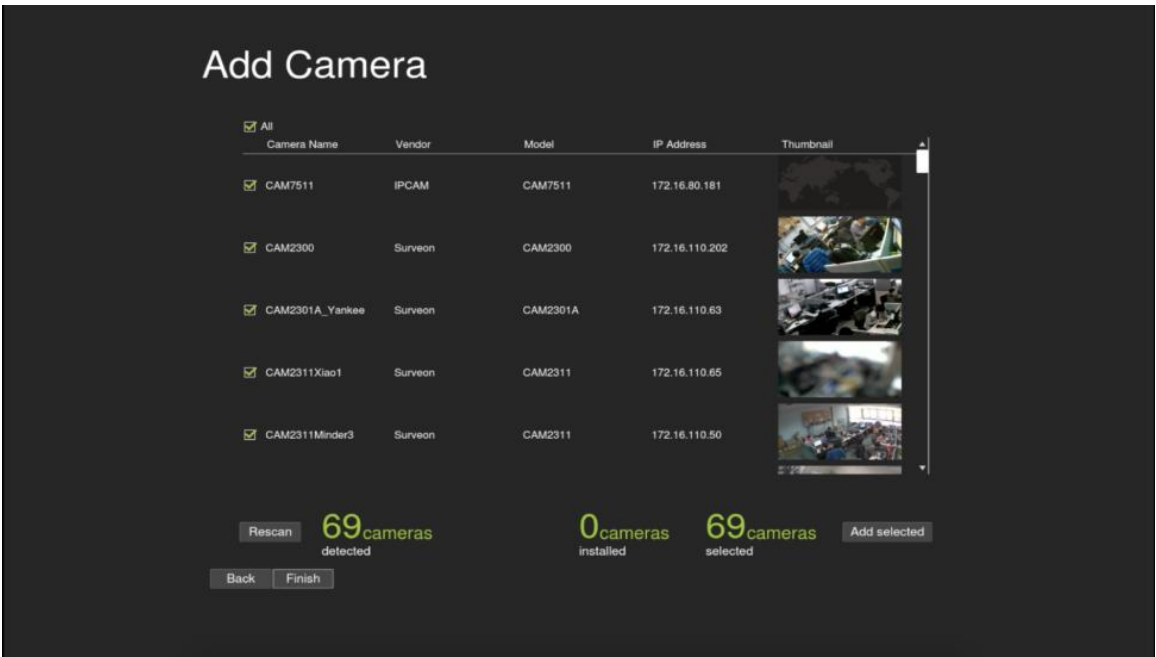 Add Camera
All
Camera Name Vendor Model IP Address Thumbnail
CAM7511 IPCAM CAM7511 172.16.80.181
CAM2300 Surveon CAM2300 172.16.110.202
CAM2301A_Yankee Surveon CAM2301A 172.16.110.63
CAM2311Xiao1 Surveon CAM2311 172.16.110.65
CAM2311Minder3 Surveon CAM2311 172.16.110.50
Rescan 69cameras 0cameras 69cameras Add selected
detected installed selected
Back Finish